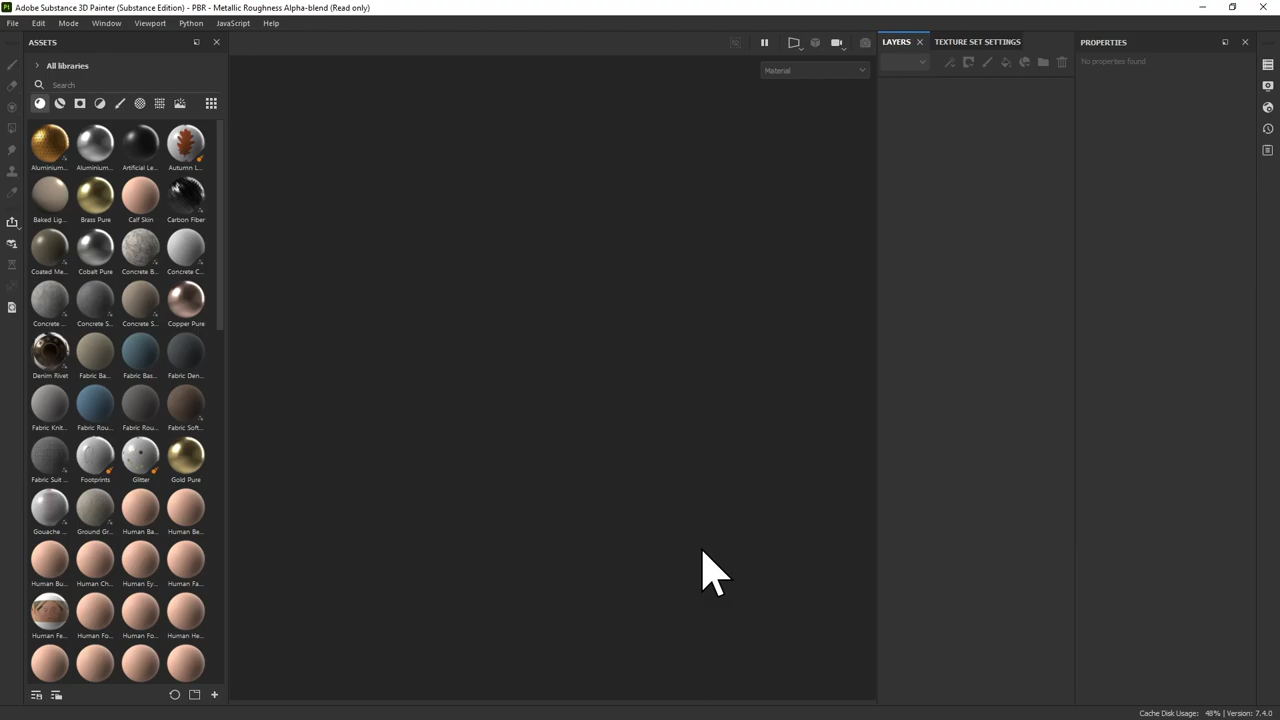 Pt Adobe Substance 3D Painter (Substance Edition) - PBR - Metallic Roughness Alpha-blend (Read only)
File Edit Mode Window Viewport Python JavaScript Help
ASSETS
LAYERS
TEXTURE SET SETTINGS
PROPERTIES
All libraries
No properties found
Search
Material
Aluminium... Aluminium... Artificial Le... Autumn L...
Baked Lig... Brass Pure Calf Skin Carbon Fiber
Coated Me... Cobalt Pure Concrete B... Concrete C...
Concrete ... Concrete S... Concrete S... Copper Pure
Denim Rivet Fabric Ba... Fabric Bas... Fabric Den...
Fabric Knit... Fabric Rou... Fabric Rou... Fabric Soft...
Fabric Suit ... Footprints Glitter Gold Pure
Gouache ... Ground Gr... Human Ba... Human Be...
Human Bu... Human Ch... Human Ey... Human Fa...
Human Fe... Human Fo... Human Fo... Human He...
Cache Disk Usage: 48% | Version: 7.4.0